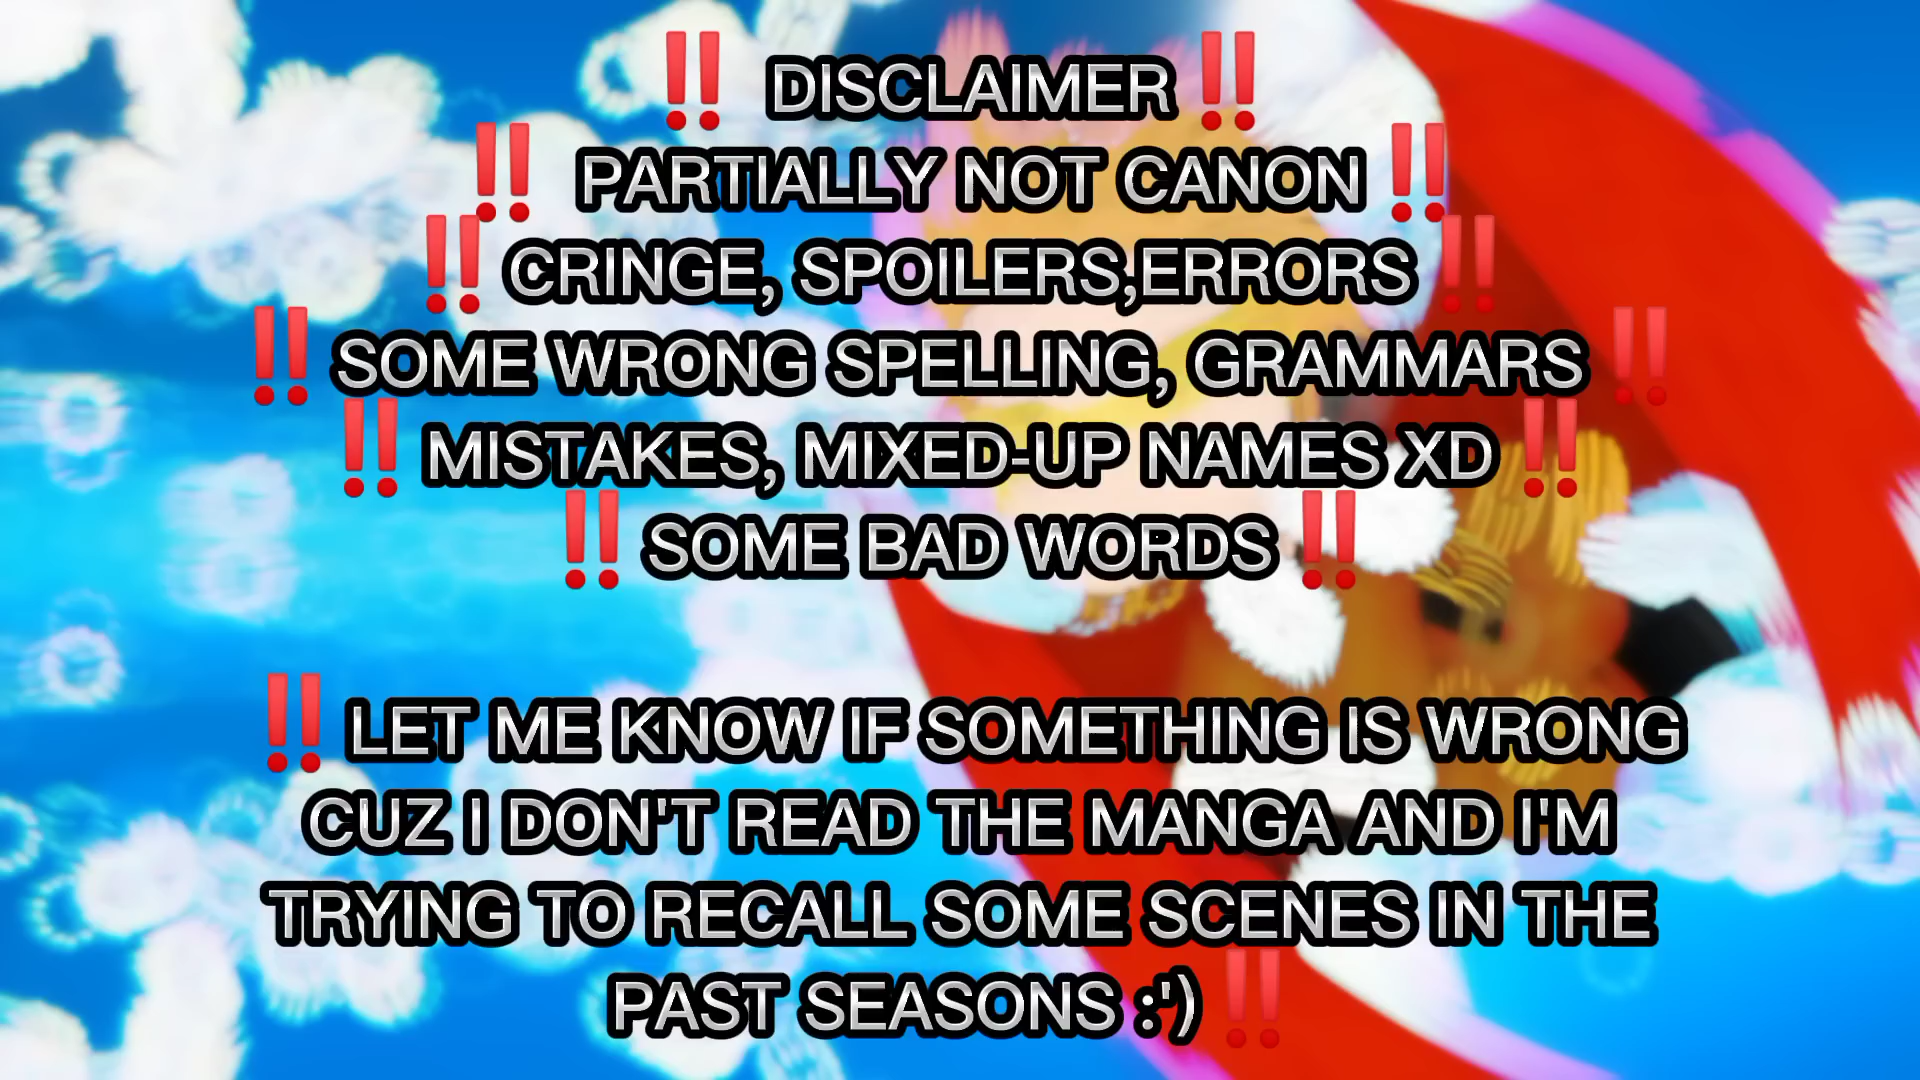 ‼️ DISCLAIMER‼️
‼️ PARTIALLY NOT CANON ‼️
‼️CRINGE, SPOILERS,;ERRORS‼️
‼️SOME WRONG SPELLING, GRAMMARS‼️
‼️MISTAKES, MIXED-UP NAMES XD‼️
‼️SOME BAD WORDS‼️
‼️LET ME KNOW IF SOMETHING IS WRONG
CUZ I DON'T READ THE MANGA AND I'M
TRYING TO RECALL SOME SCENES IN THE
PAST SEASONS :')‼️